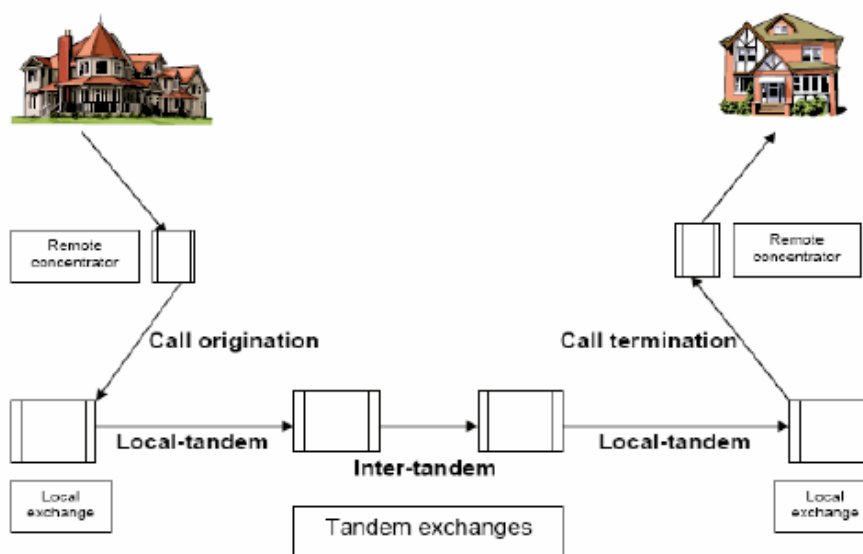 Remote
concentrator
Remote
concentrator
Call origination
Call termination
Local-tandem
Inter-tandem
Local-tandem
Local
exchange
Tandem exchanges
Local
exchange